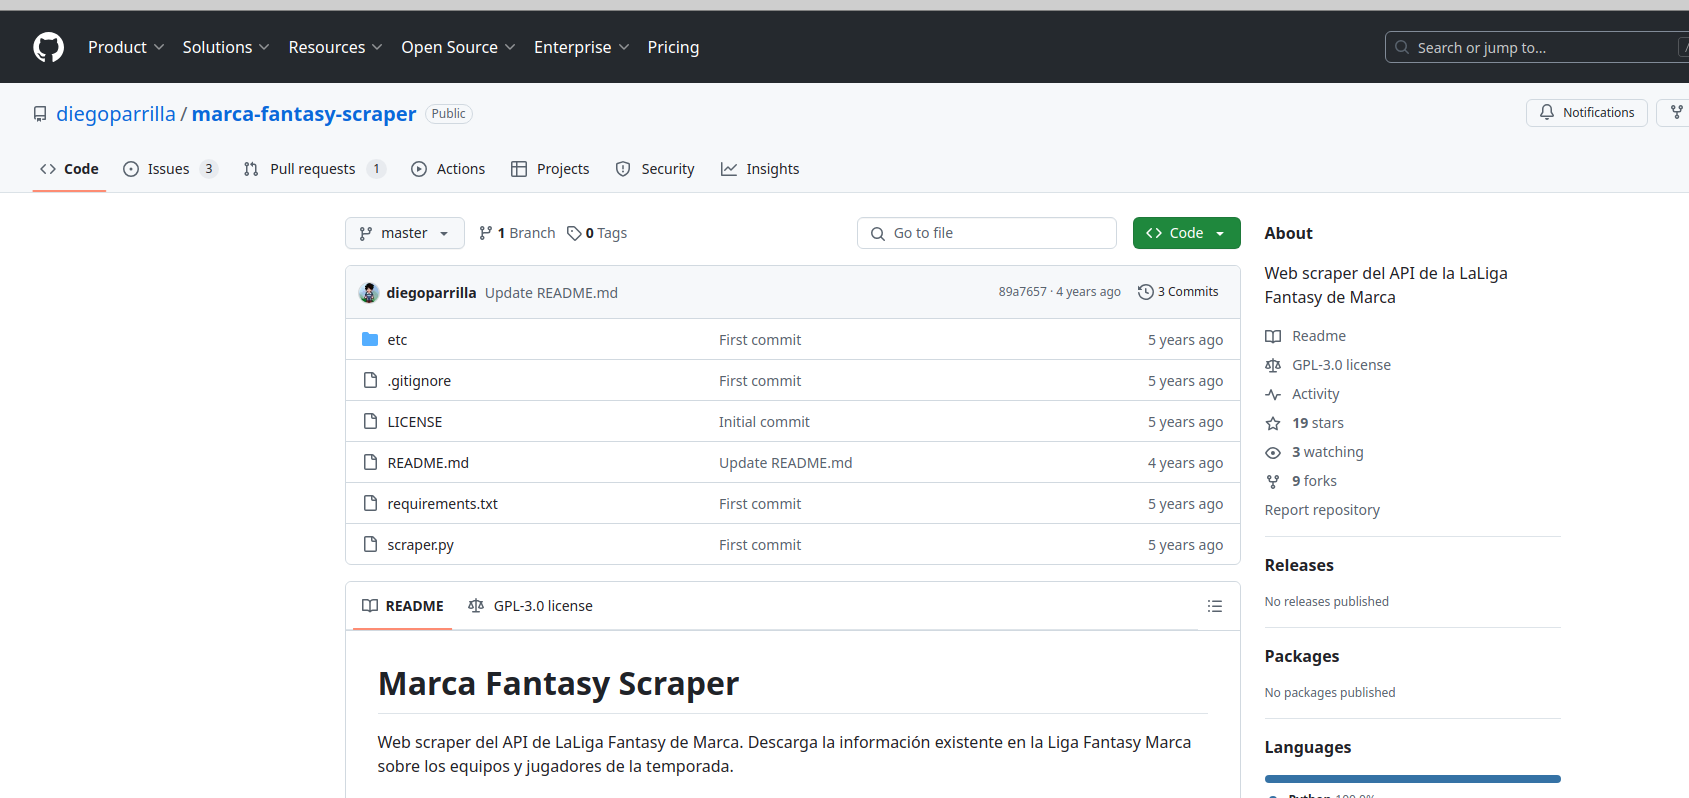 Product Solutions Resources Open Source Enterprise Pricing Search or jump to...
diegoparrilla / marca-fantasy-scraper Public Notifications
Code Issues 3 Pull requests 1 Actions Projects Security Insights
master 1 Branch 0 Tags Go to file Code
diegoparrilla Update README.md 89a7657 · 4 years ago 3 Commits
etc First commit 5 years ago
.gitignore First commit 5 years ago
LICENSE Initial commit 5 years ago
README.md Update README.md 4 years ago
requirements.txt First commit 5 years ago
scraper.py First commit 5 years ago
README GPL-3.0 license
Marca Fantasy Scraper
Web scraper del API de LaLiga Fantasy de Marca. Descarga la información existente en la Liga Fantasy Marca
sobre los equipos y jugadores de la temporada.
About
Web scraper del API de la LaLiga
Fantasy de Marca
Readme
GPL-3.0 license
Activity
19 stars
3 watching
9 forks
Report repository
Releases
No releases published
Packages
No packages published
Languages
Python 100.0%